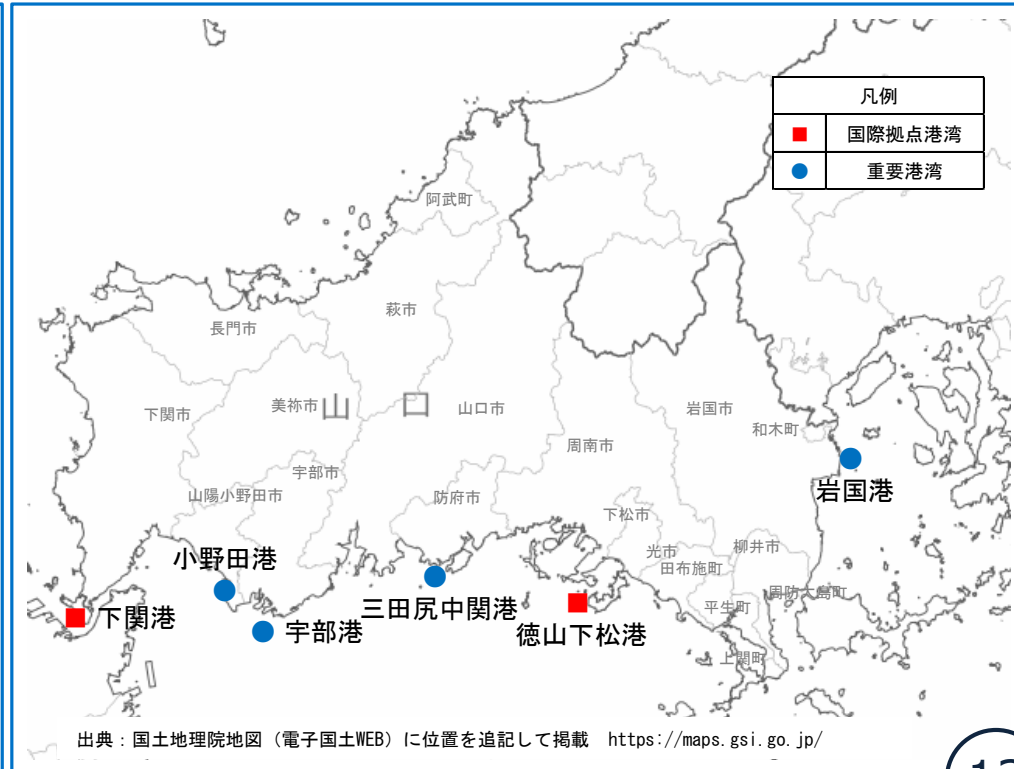 凡例
国際拠点港湾
重要港湾
阿武町
萩市
長門市
下関市
美祢市
山口
山口市
岩国市
和木町
周南市
宇部市
山陽小野田市
防府市
岩国港
下松市
光市
柳井市
田布施町
小野田港
周防大島町
平生町
三田尻中関港
下関港
宇部港
徳山下松港
上関町
出典：国土地理院地図（電子国土WEB）に位置を追記して掲載　https://maps.gsi.go.jp/